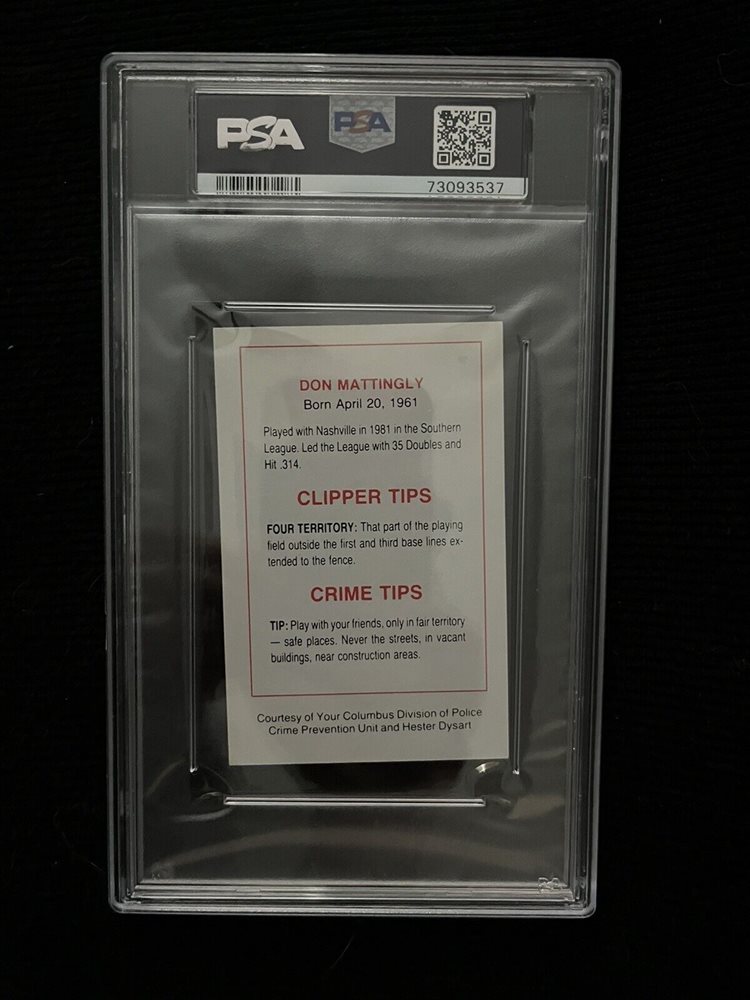 PSA
PSA
73093537
DON MATTINGLY
Born April 20, 1961
Played with Nashville in 1981 in the Southern
League. Led the League with 35 Doubles and
Hit .314.
CLIPPER TIPS
FOUR TERRITORY: That part of the playing
field outside the first and third base lines ex-
tended to the fence.
CRIME TIPS
TIP: Play with your friends, only in fair territory
— safe places. Never the streets, in vacant
buildings, near construction areas.
Courtesy of Your Columbus Division of Police
Crime Prevention Unit and Hester Dysart